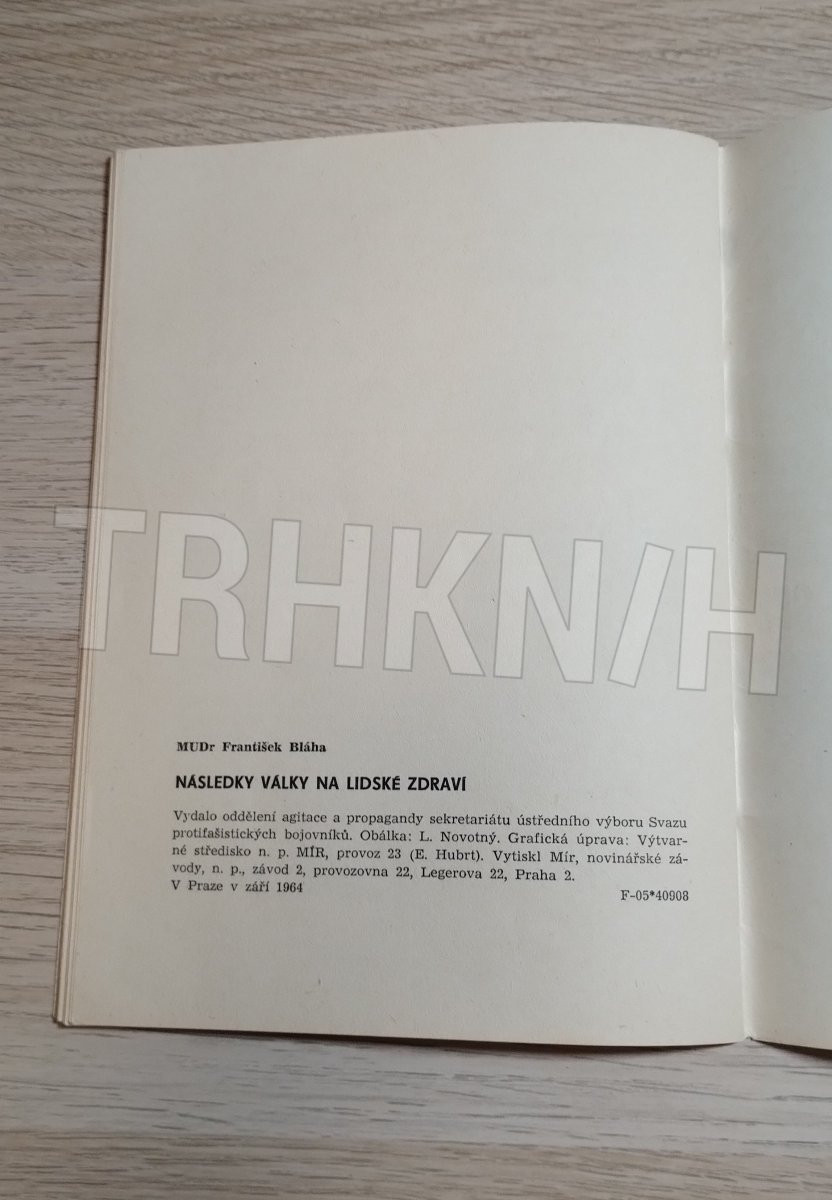 TRHKN/H
MUDr František Bláha
NÁSLEDKY VÁLKY NA LIDSKÉ ZDRAVÍ
Vydalo oddělení agitace a propagandy sekretariátu ústředního výboru Svazu
protifašistických bojovníků. Obálka: L. Novotný. Grafická úprava: Výtvar-
né středisko n. p. MÍR, provoz 23 (E. Hubrt). Vytiskl Mír, novinářské zá-
vody, n. p., závod 2, provozovna 22, Legerova 22, Praha 2.
V Praze v září 1964
F-05*40908